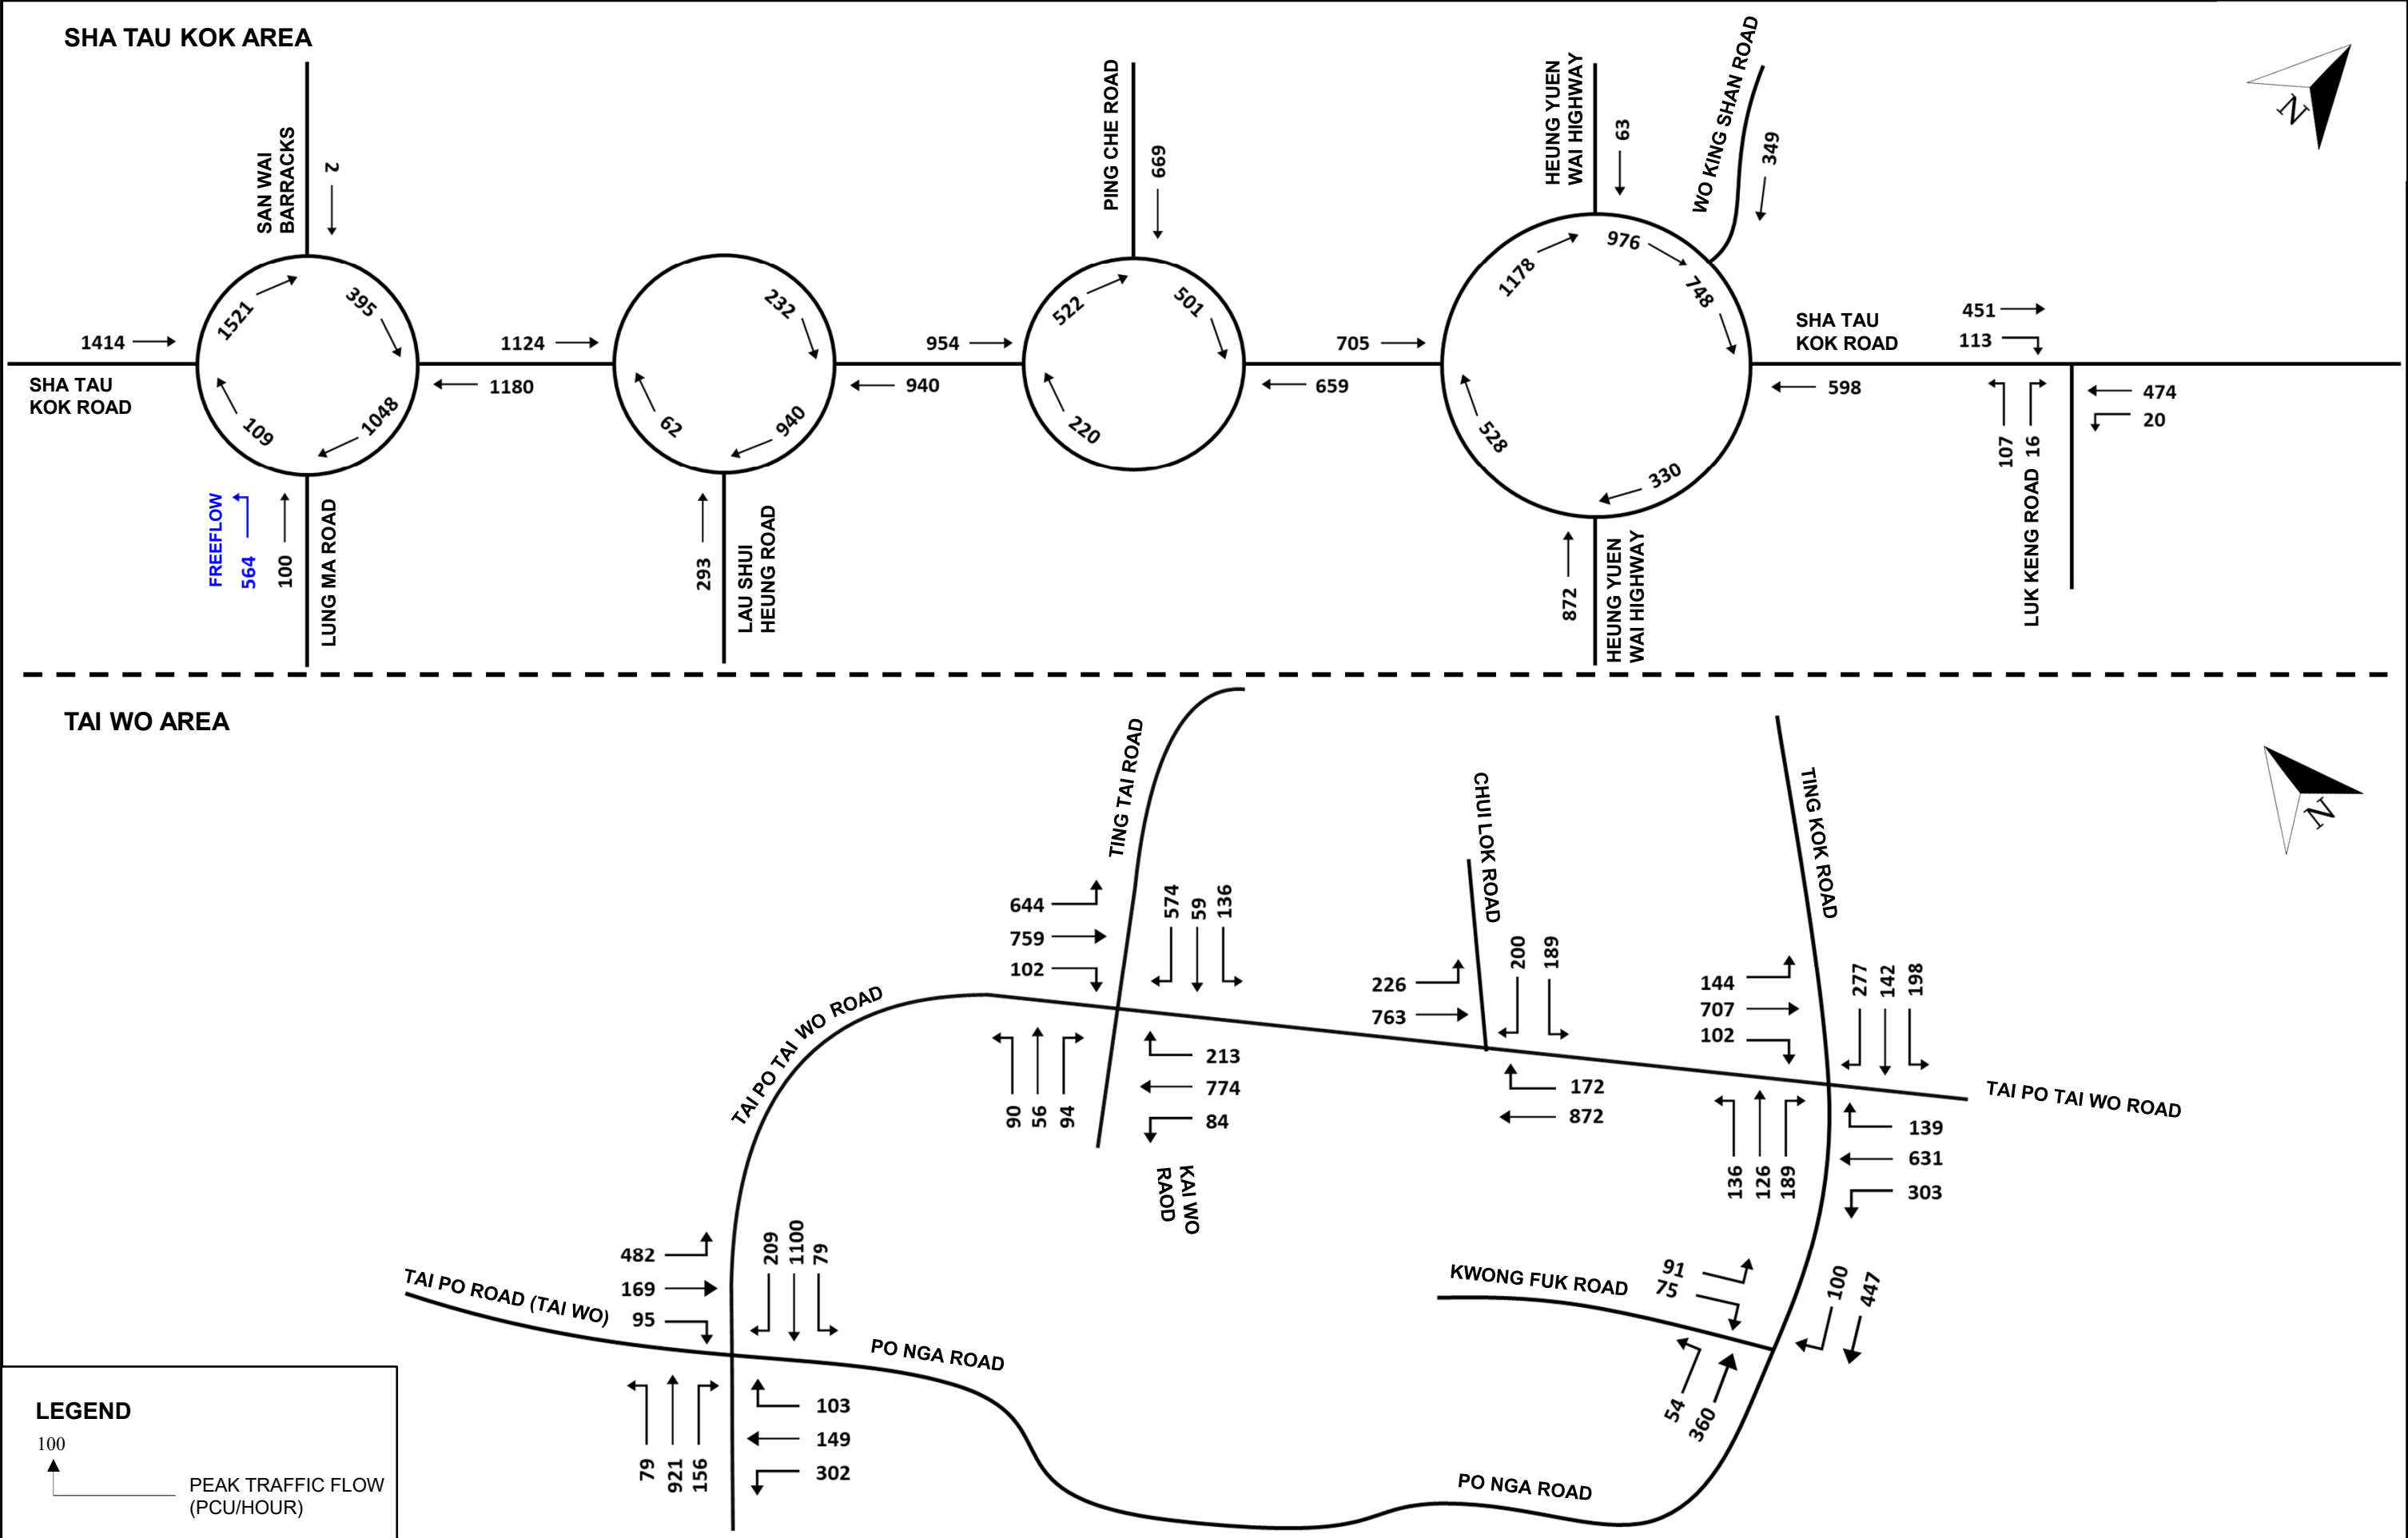 SHA TAU KOK AREA
SAN WAI
BARRACKS
2
PING CHE ROAD
669
HEUNG YUEN
WAI HIGHWAY
63
WO KING SHAN ROAD
349
N
1414
SHA TAU
KOK ROAD
1521
395
109
1048
1124
1180
232
62
940
954
940
522
501
220
705
659
1178
976
748
528
330
SHA TAU
KOK ROAD
598
451
113
474
20
107
16
LUK KENG ROAD
FREEFLOW
564
100
LUNG MA ROAD
293
LAU SHUI
HEUNG ROAD
872
HEUNG YUEN
WAI HIGHWAY
TAI WO AREA
N
TING TAI ROAD
644
759
102
574
59
136
90
56
94
213
774
84
KAI WO
RAOD
CHUI LOK ROAD
226
763
200
189
172
872
TING KOK ROAD
144
707
102
277
142
198
136
126
189
139
631
303
TAI PO TAI WO ROAD
TAI PO TAI WO ROAD
482
169
95
209
1100
79
TAI PO ROAD (TAI WO)
PO NGA ROAD
79
921
156
103
149
302
KWONG FUK ROAD
91
75
100
447
54
360
PO NGA ROAD
LEGEND
100
PEAK TRAFFIC FLOW
(PCU/HOUR)